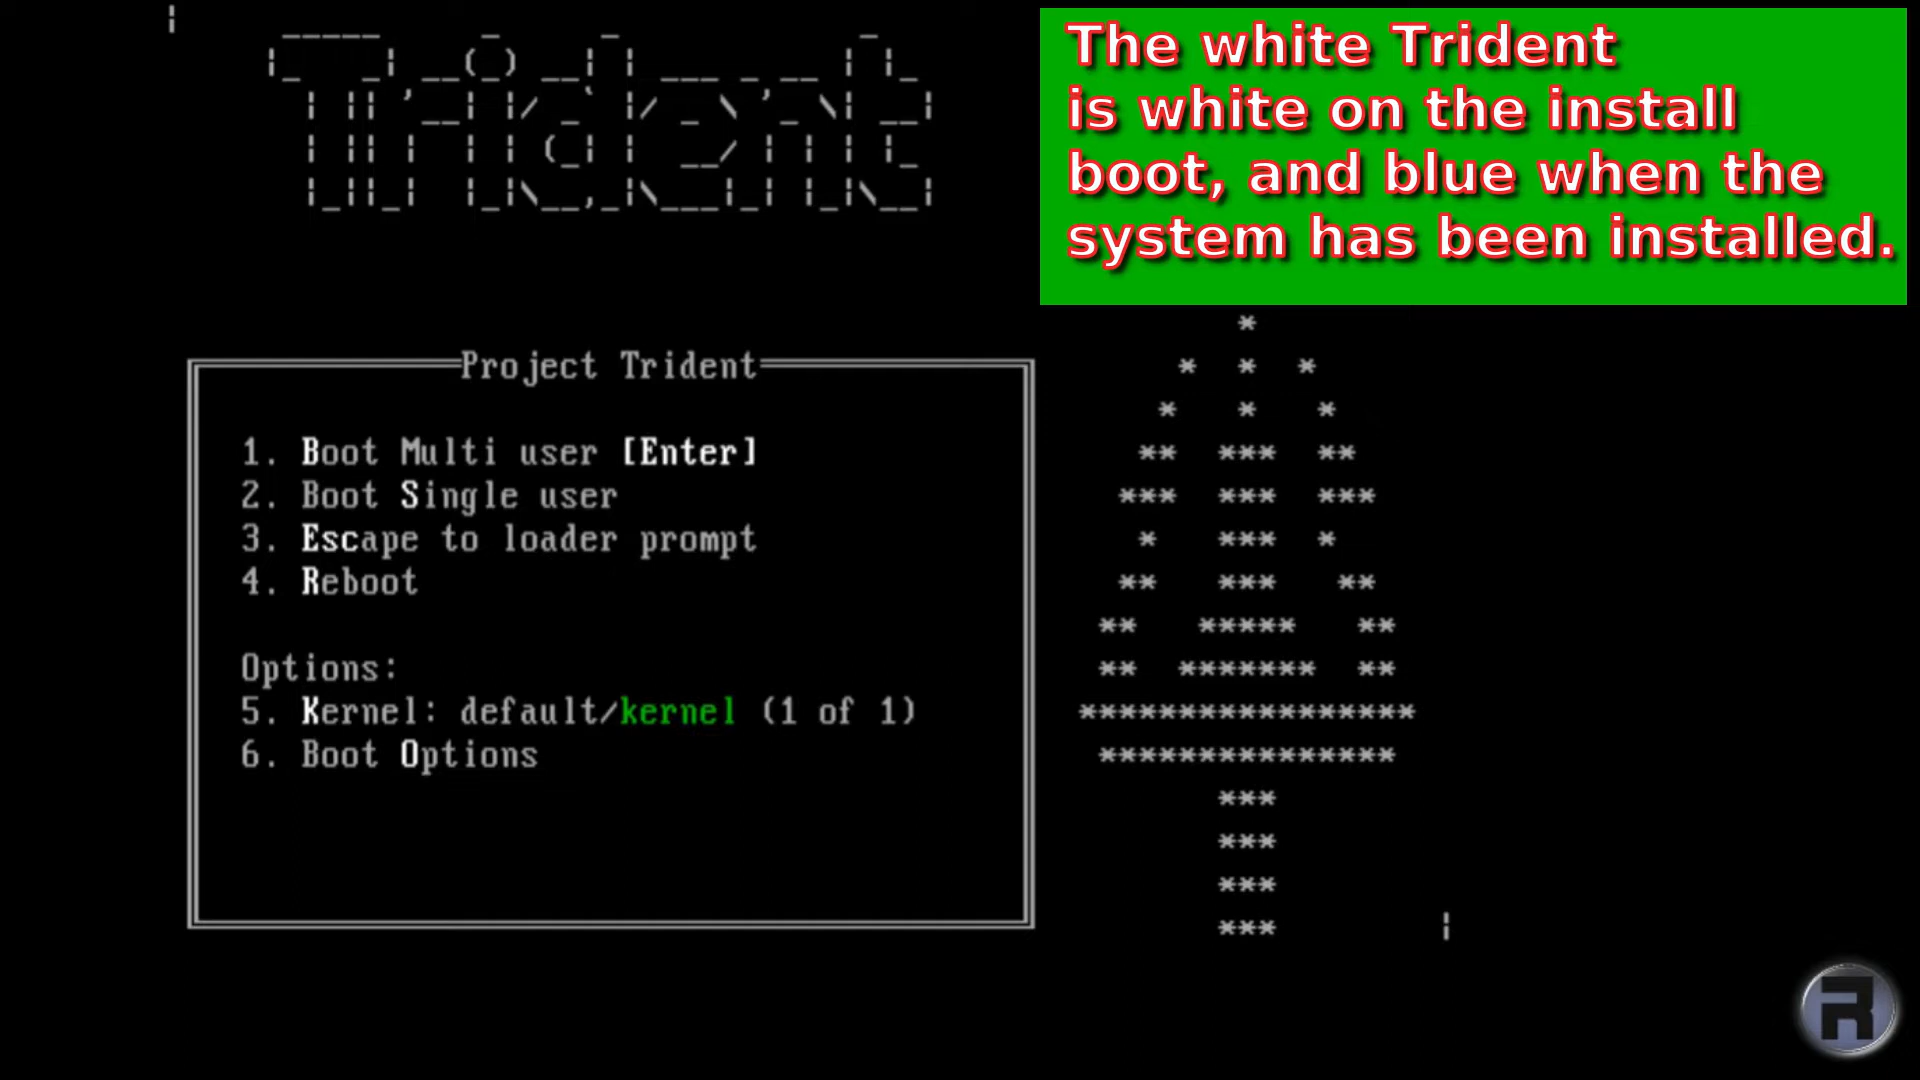 Trident
The white Trident
is white on the install
boot, and blue when the
system has been installed.
Project Trident
1. Boot Multi user [Enter]
2. Boot Single user
3. Escape to loader prompt
4. Reboot
Options:
5. Kernel: default/kernel (1 of 1)
6. Boot Options
R